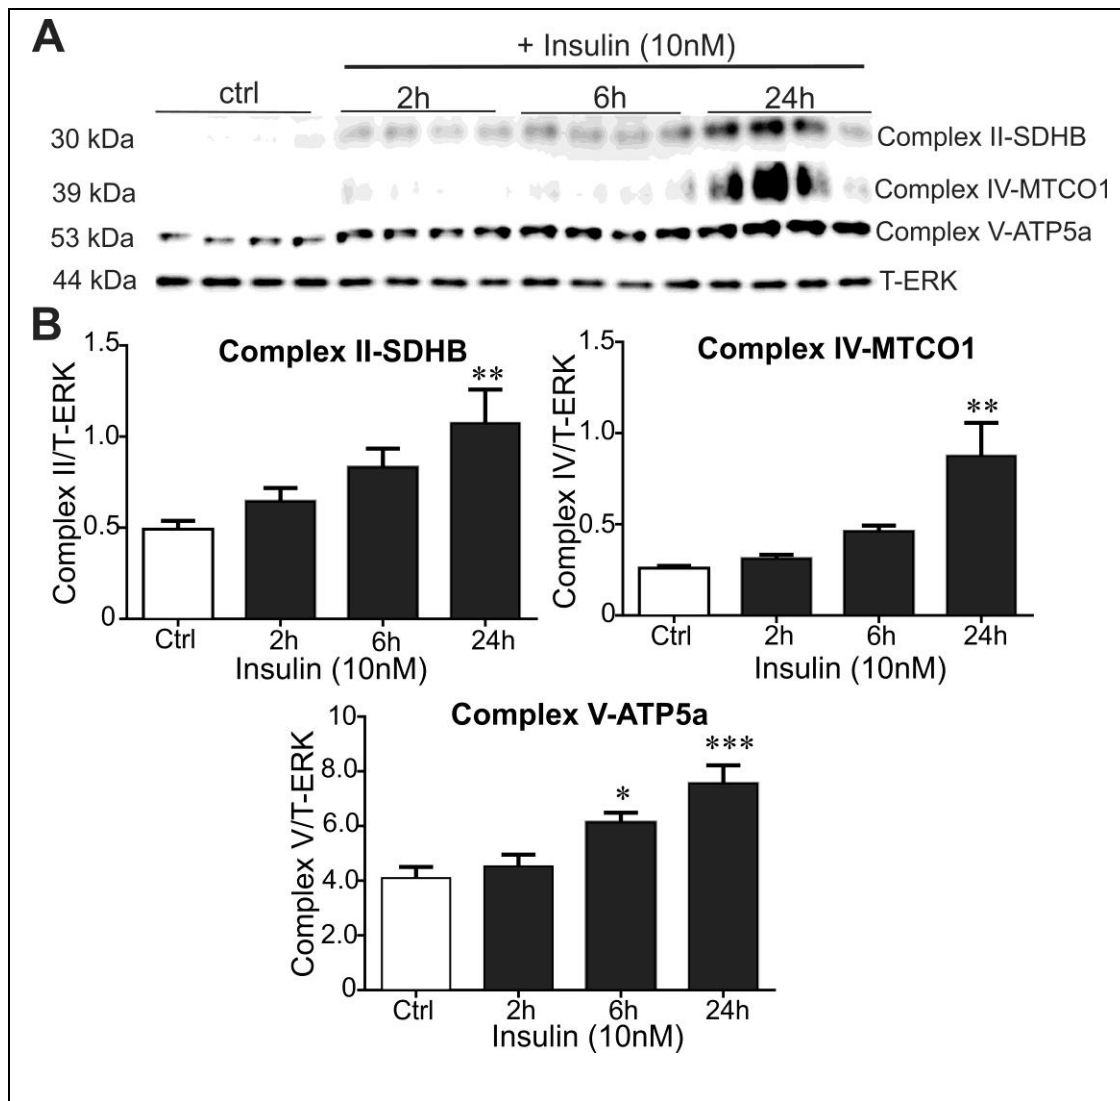 A
+ Insulin (10nM)
ctrl 2h 6h 24h
30 kDa Complex II-SDHB
39 kDa Complex IV-MTCO1
53 kDa Complex V-ATP5a
44 kDa T-ERK
B
Complex II-SDHB
Complex II/T-ERK
1.5
1.0
0.5
0
**
Ctrl 2h 6h 24h
Insulin (10nM)
Complex IV-MTCO1
Complex IV/T-ERK
1.5
1.0
0.5
0
**
Ctrl 2h 6h 24h
Insulin (10nM)
Complex V-ATP5a
Complex V/T-ERK
10
8.0
6.0
4.0
2.0
0
* ***
Ctrl 2h 6h 24h
Insulin (10nM)